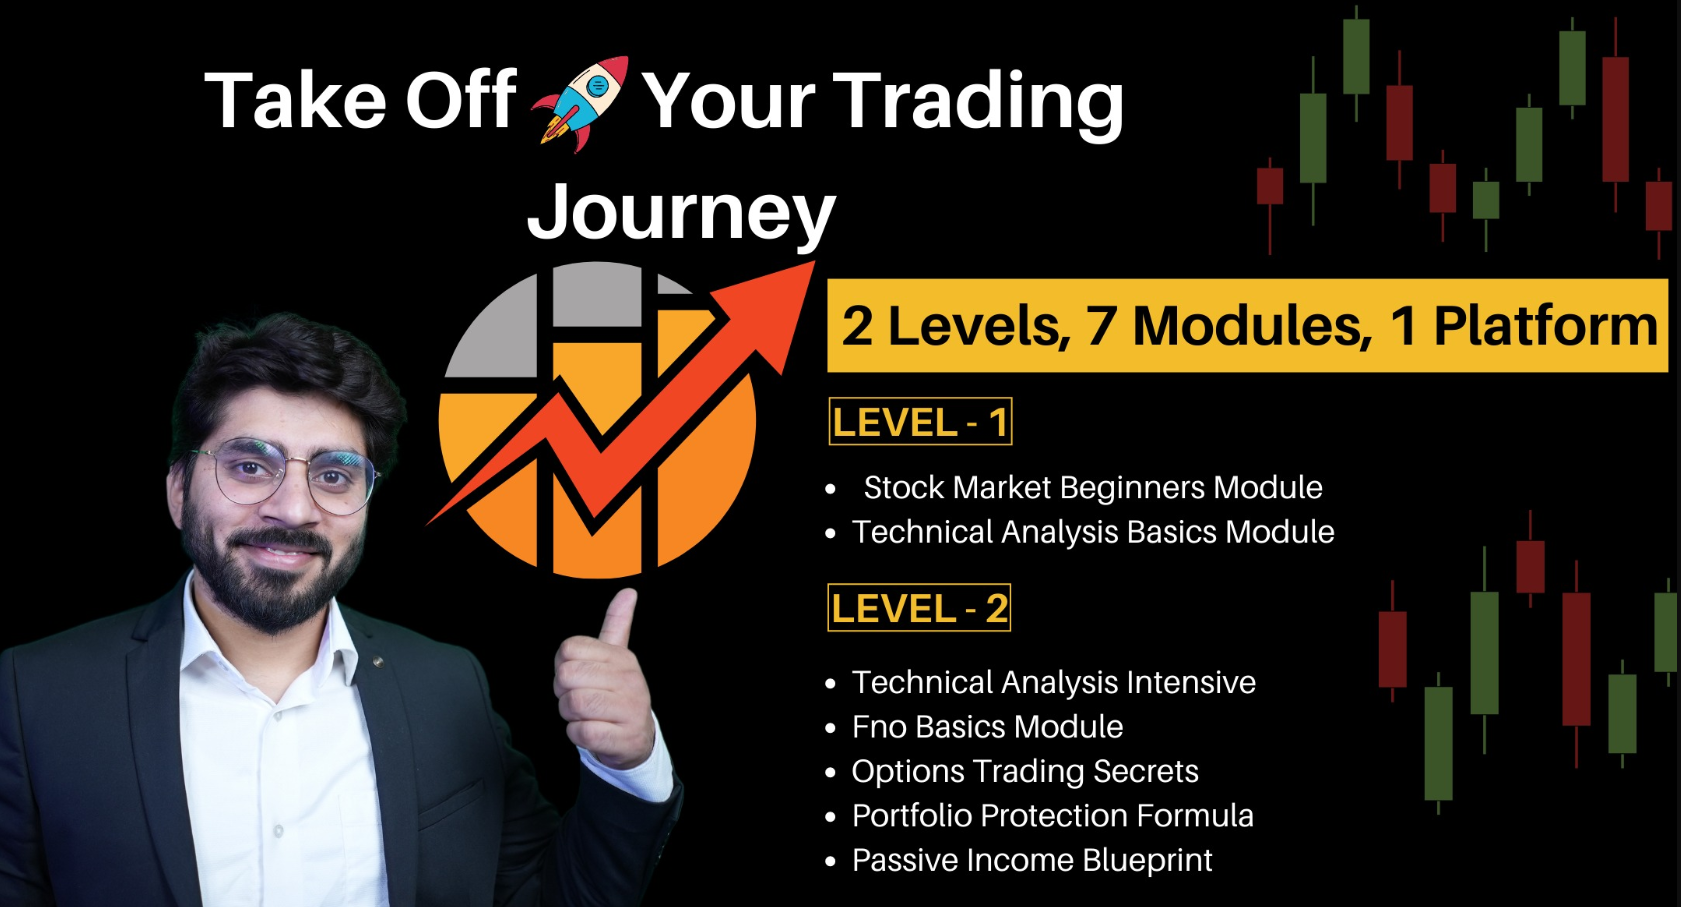 Take Off Your Trading
Journey
2 Levels, 7 Modules, 1 Platform
LEVEL - 1
Stock Market Beginners Module
Technical Analysis Basics Module
LEVEL - 2
Technical Analysis Intensive
Fno Basics Module
Options Trading Secrets
Portfolio Protection Formula
Passive Income Blueprint